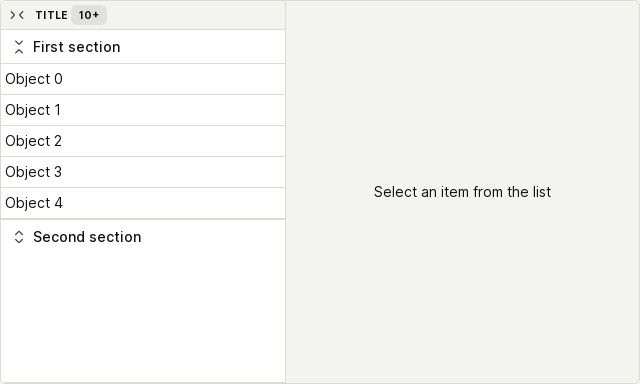 TITLE 10+
First section
Object 0
Object 1
Object 2
Object 3
Object 4
Second section
Select an item from the list